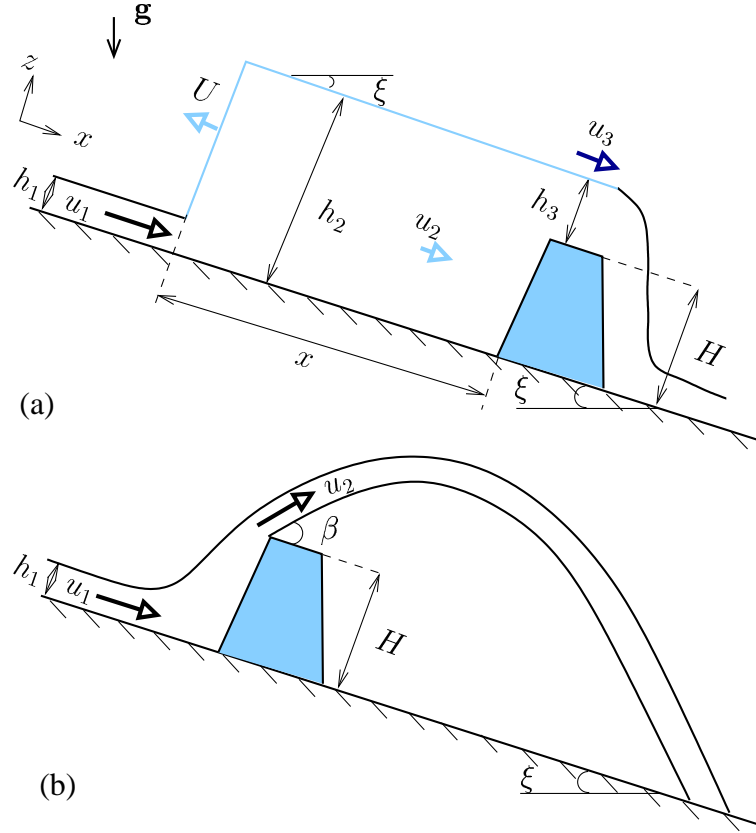 g
z
x
U
ξ
u₃
h₁
u₁
h₂
h₃
u₂
H
x
ξ
(a)
u₂
β
h₁
u₁
H
ξ
(b)